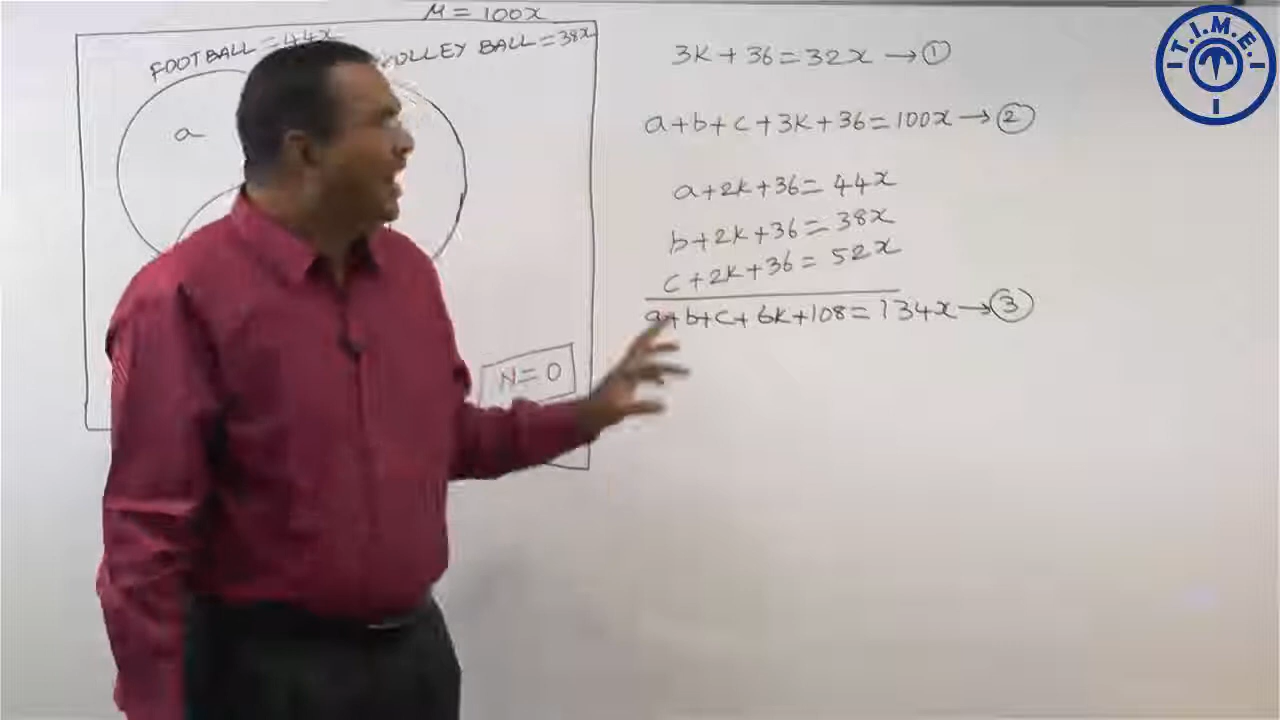 M = 100x
FOOTBALL = 44x
VOLLEY BALL = 38x
a
N = 0
3K + 36 = 32x → ①
a + b + c + 3K + 36 = 100x → ②
a + 2K + 36 = 44x
b + 2K + 36 = 38x
c + 2K + 36 = 52x
a + b + c + 6K + 108 = 134x → ③
T.I.M.E.